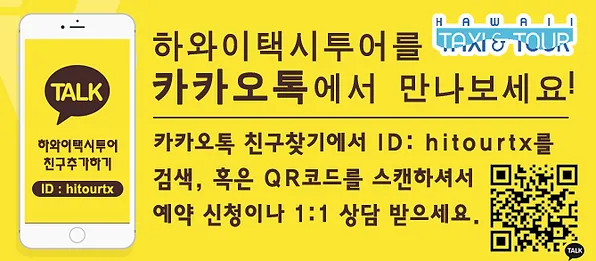 TALK
하와이택시투어
친구추가하기
ID : hitourtx
HAWAII
TAXI & TOUR
하와이택시투어를
카카오톡에서 만나보세요!
카카오톡 친구찾기에서 ID: hitourtx를
검색, 혹은 QR코드를 스캔하셔서
예약 신청이나 1:1 상담 받으세요.
TALK